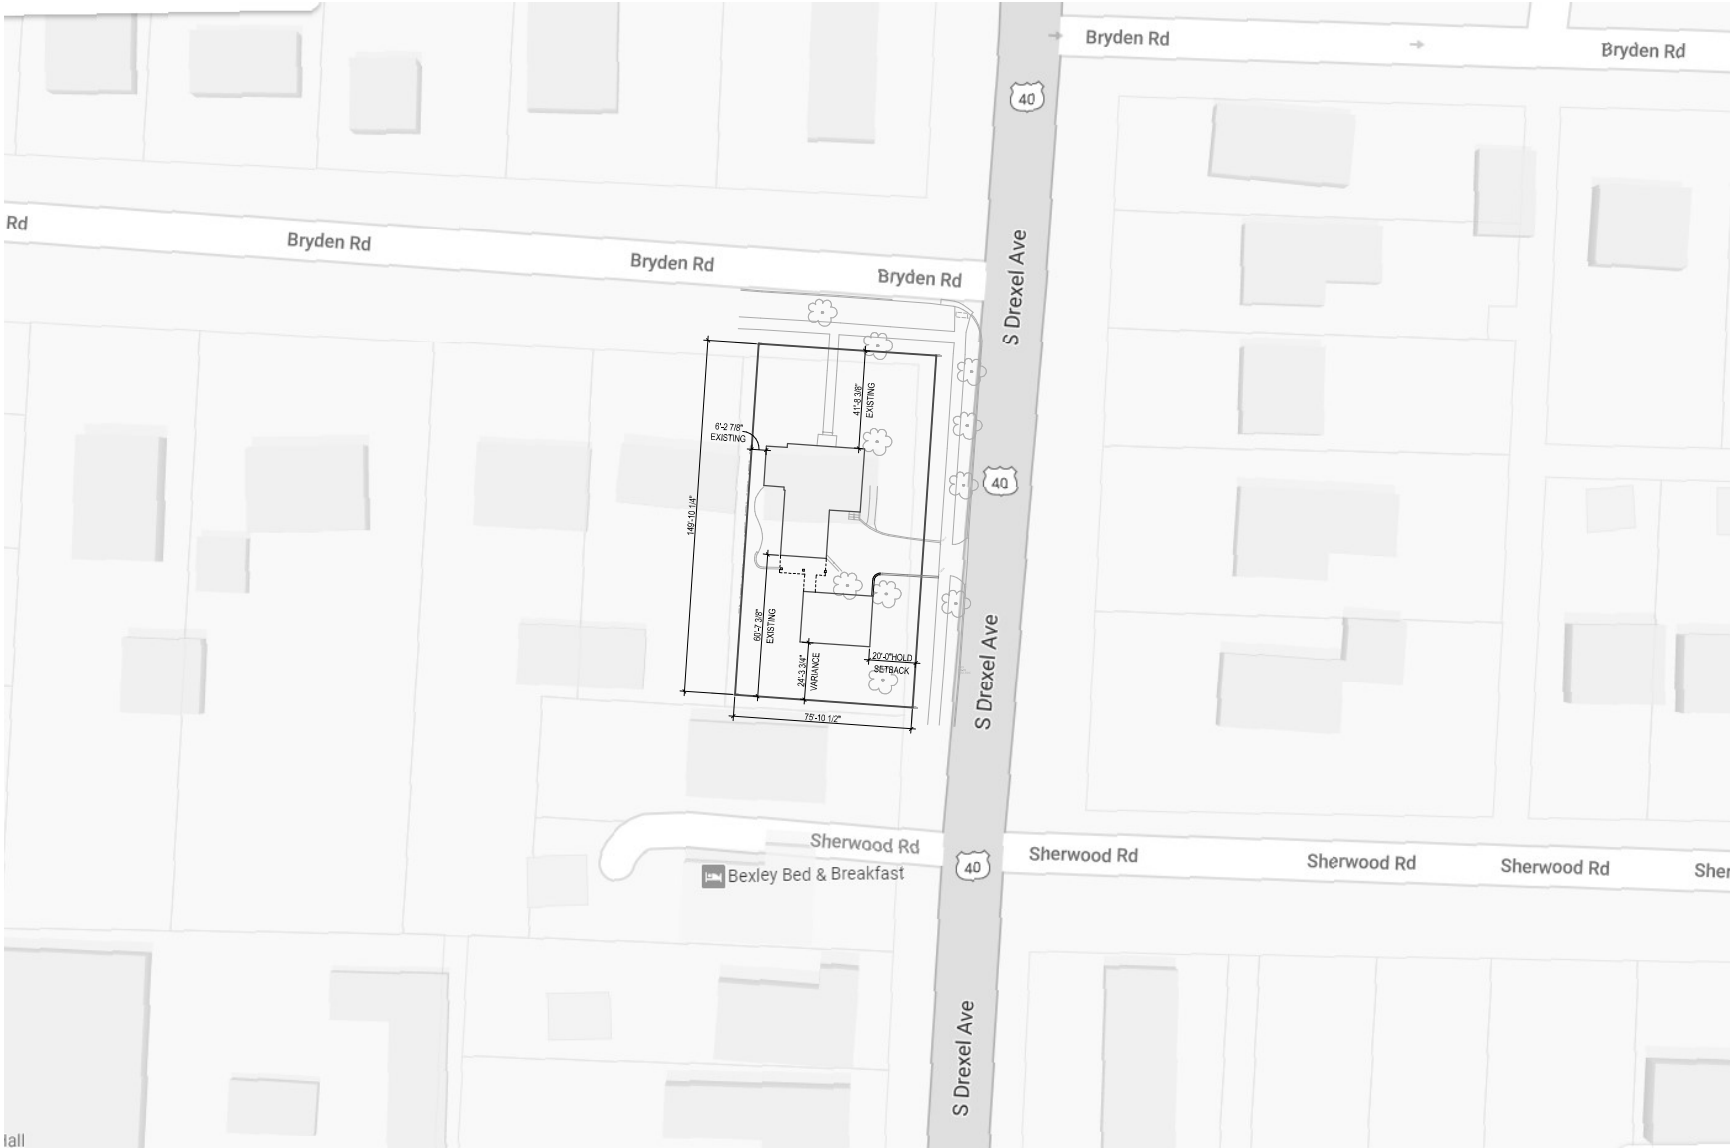 Bryden Rd
Bryden Rd
40
Rd
Bryden Rd
Bryden Rd
Bryden Rd
S Drexel Ave
41'-8 3/8"
EXISTING
6'-2 7/8"
EXISTING
149'-10 1/4"
40
60'-7 3/8"
EXISTING
24'-3 3/4"
VARIANCE
20'-0"HOLD
SETBACK
75'-10 1/2"
S Drexel Ave
Sherwood Rd
40
Sherwood Rd
Sherwood Rd
Sherwood Rd
Sher
Bexley Bed & Breakfast
S Drexel Ave
Hall